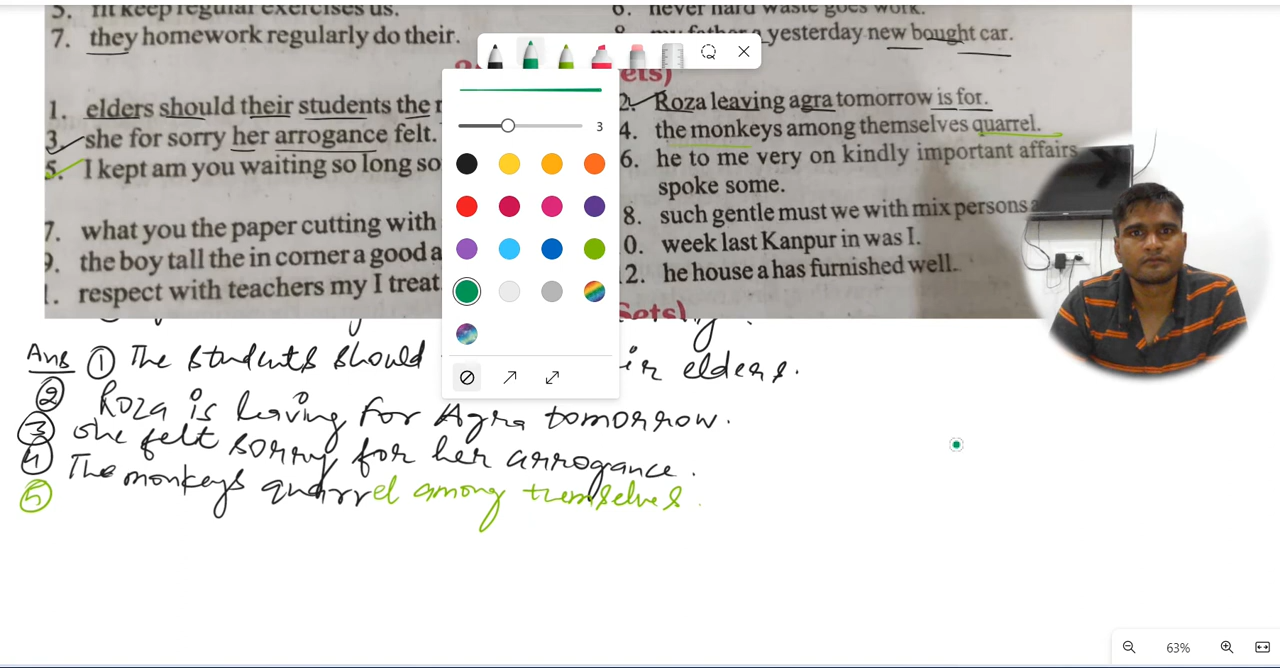 5. fit keep regular exercises us.
6. never hard waste goes work.
7. they homework regularly do their.
8. my father a yesterday new bought car.
ets)
1. elders should their students the r
2. Roza leaving agra tomorrow is for.
3. she for sorry her arrogance felt.
4. the monkeys among themselves quarrel.
5. I kept am you waiting so long so
6. he to me very on kindly important affairs
spoke some.
7. what you the paper cutting with
8. such gentle must we with mix persons
9. the boy tall the in corner a good a
0. week last Kanpur in was I.
1. respect with teachers my I treat
2. he house a has furnished well.
Sets)
3
Ans ① The students should elders.
② Roza is leaving for Agra tomorrow.
③ She felt sorry for her arrogance.
④ The monkeys quarrel among themselves.
⑤
63%